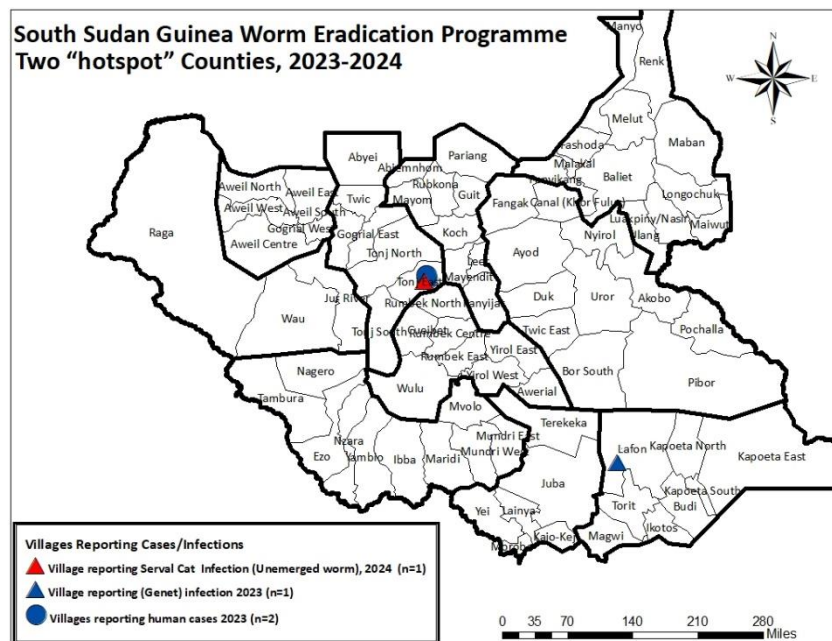 South Sudan Guinea Worm Eradication Programme
Two “hotspot” Counties, 2023-2024
N
W E
S
Manyo
Renk
Melut
Maban
Malakal
Baliet
Longochuk
Maiwut
Luakpiny/Nasir
Ulang
Abyei
Abiemnhom
Pariang
Rubkona
Mayom
Guit
Fangak
Canal (Khor Fulus)
Nyirol
Aweil North
Aweil East
Aweil West
Aweil South
Gogrial West
Aweil Centre
Twic
Gogrial East
Raga
Tonj North
Koch
Leer
Mayendit
Ayod
Duk
Uror
Akobo
Jur River
Wau
Rumbek North
Panyijar
Twic East
Pochalla
Tonj South
Cueibet
Rumbek Centre
Rumbek East
Yirol East
Yirol West
Awerial
Bor South
Pibor
Nagero
Wulu
Tambura
Mvolo
Terekeka
Mundri East
Mundri West
Nzara
Ezo
Yambio
Ibba
Maridi
Juba
Lafon
Kapoeta North
Kapoeta East
Kapoeta South
Torit
Budi
Ikotos
Magwi
Yei
Lainya
Kajo-Keji
Villages Reporting Cases/Infections
Village reporting Serval Cat Infection (Unemerged worm), 2024 (n=1)
Village reporting (Genet) infection 2023 (n=1)
Villages reporting human cases 2023 (n=2)
0 35 70 140 210 280
Miles